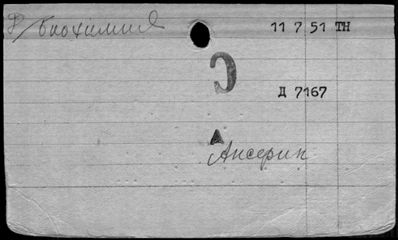 Биохимия
11 7 51 ТН
Э
Д 7167
Ансерин